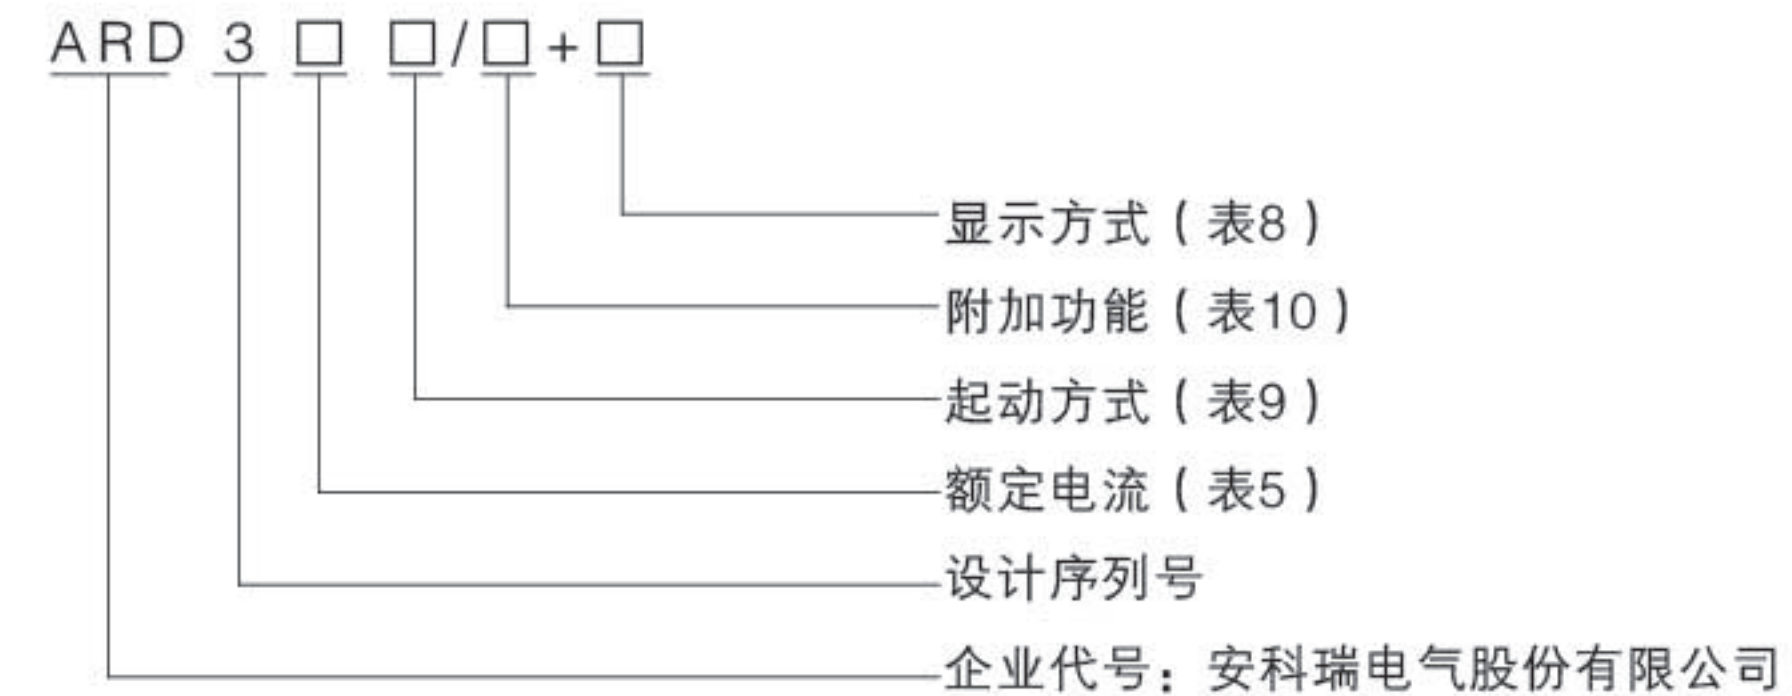 ARD 3 □ □/□+□
显示方式(表8)
附加功能(表10)
起动方式(表9)
额定电流(表5)
设计序列号
企业代号：安科瑞电气股份有限公司